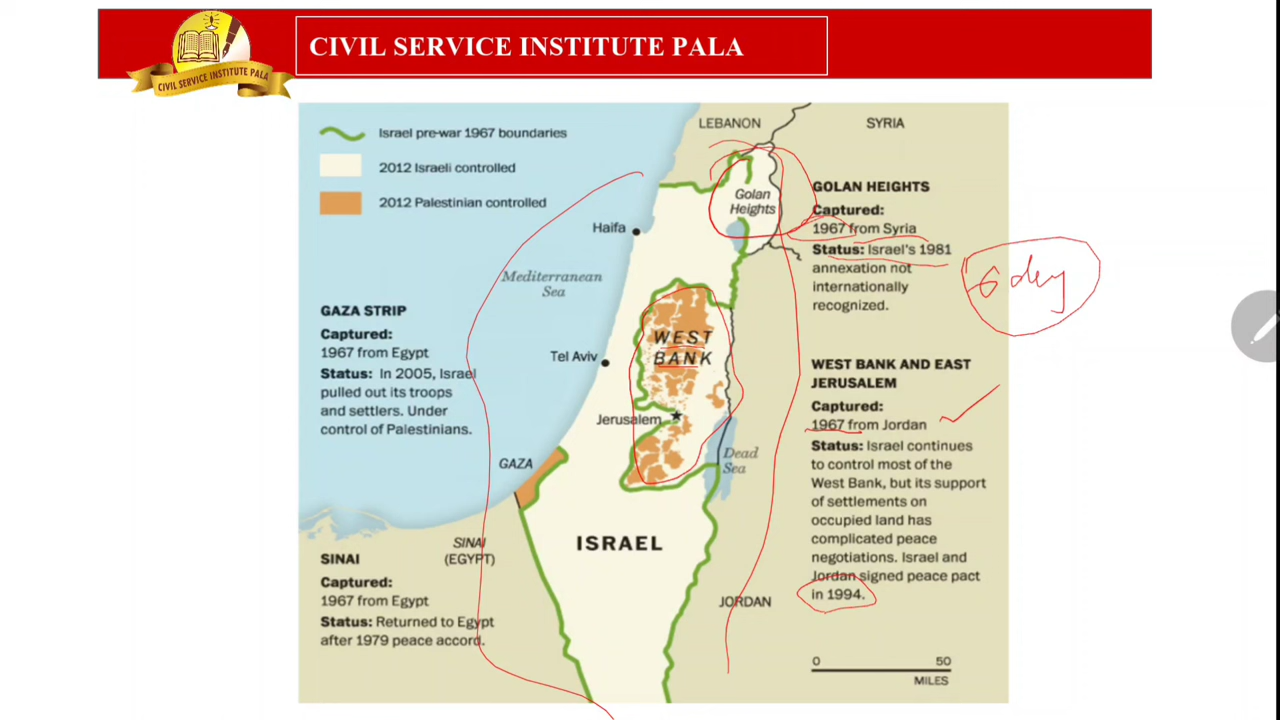 CIVIL SERVICE INSTITUTE PALA
CIVIL SERVICE INSTITUTE PALA
Israel pre-war 1967 boundaries
2012 Israeli controlled
2012 Palestinian controlled
LEBANON
SYRIA
Golan
Heights
GOLAN HEIGHTS
Captured:
1967 from Syria
Status: Israel's 1981
annexation not
internationally
recognized.
6 day
Haifa
Mediterranean
Sea
GAZA STRIP
Captured:
1967 from Egypt
Status: In 2005, Israel
pulled out its troops
and settlers. Under
control of Palestinians.
WEST
BANK
Tel Aviv
Jerusalem
WEST BANK AND EAST
JERUSALEM
Captured:
1967 from Jordan
Status: Israel continues
to control most of the
West Bank, but its support
of settlements on
occupied land has
complicated peace
negotiations. Israel and
Jordan signed peace pact
in 1994.
GAZA
Dead
Sea
ISRAEL
SINAI
(EGYPT)
SINAI
Captured:
1967 from Egypt
Status: Returned to Egypt
after 1979 peace accord.
JORDAN
0 50
MILES